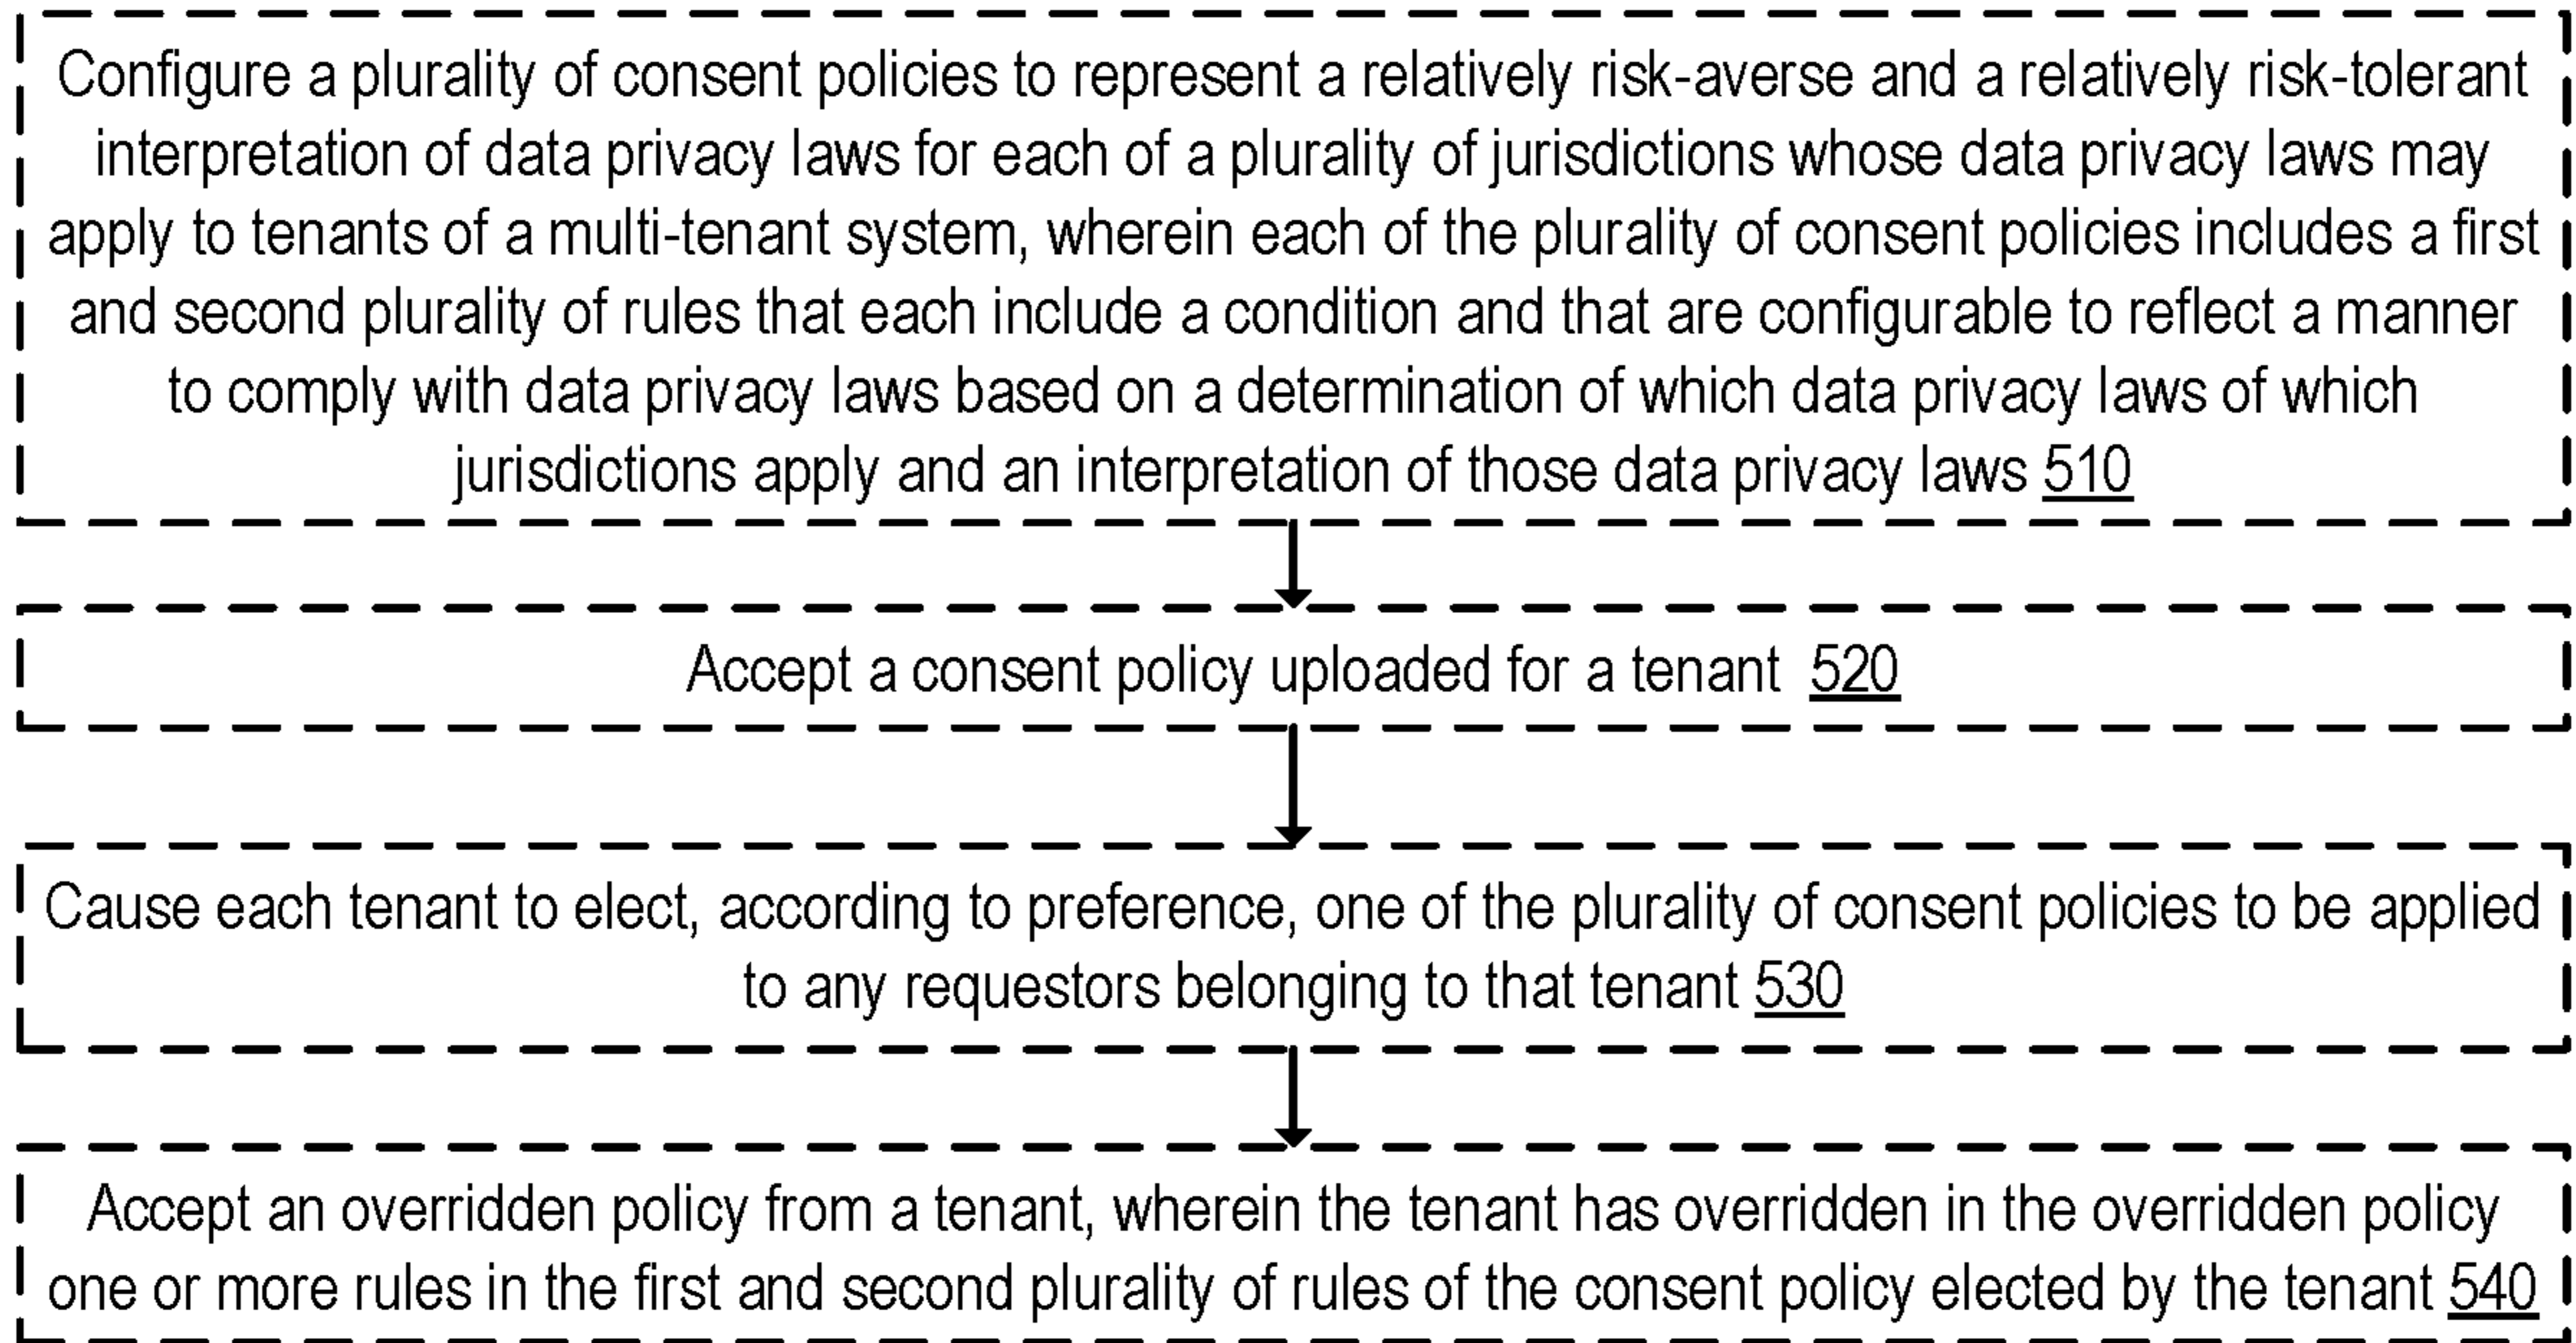 Configure a plurality of consent policies to represent a relatively risk-averse and a relatively risk-tolerant
interpretation of data privacy laws for each of a plurality of jurisdictions whose data privacy laws may
apply to tenants of a multi-tenant system, wherein each of the plurality of consent policies includes a first
and second plurality of rules that each include a condition and that are configurable to reflect a manner
to comply with data privacy laws based on a determination of which data privacy laws of which
jurisdictions apply and an interpretation of those data privacy laws 510
Accept a consent policy uploaded for a tenant 520
Cause each tenant to elect, according to preference, one of the plurality of consent policies to be applied
to any requestors belonging to that tenant 530
Accept an overridden policy from a tenant, wherein the tenant has overridden in the overridden policy
one or more rules in the first and second plurality of rules of the consent policy elected by the tenant 540